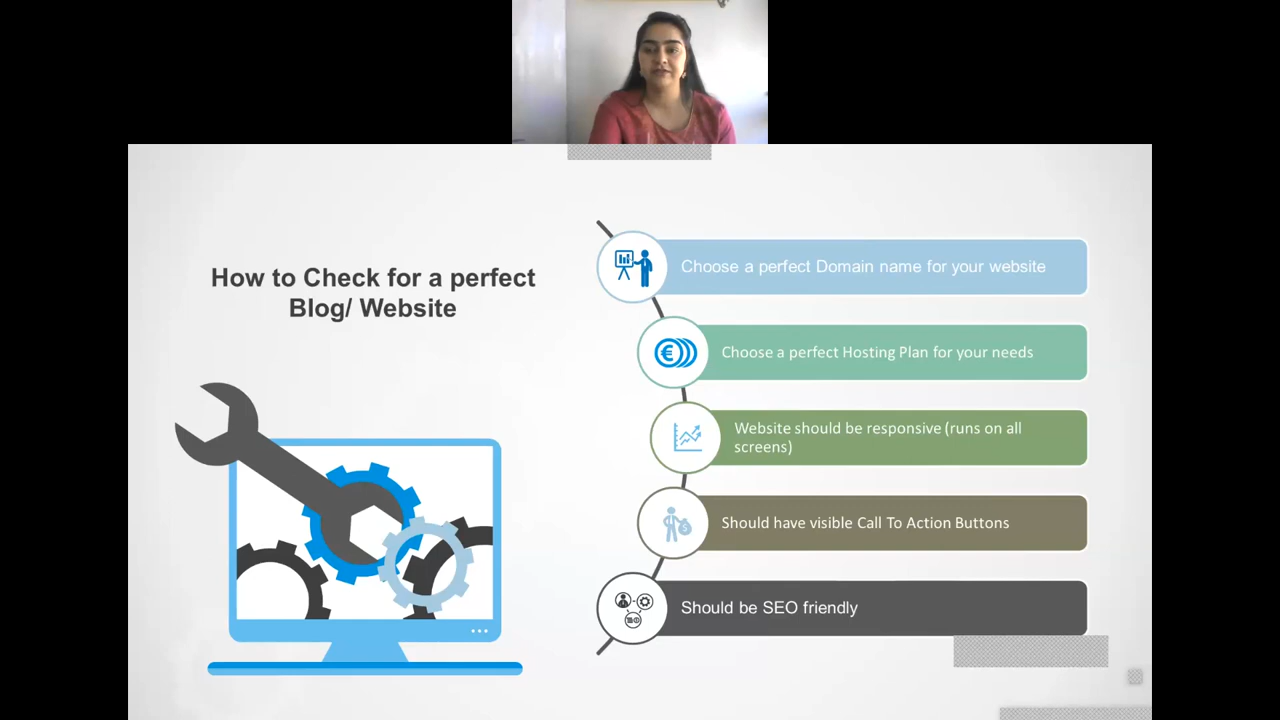 How to Check for a perfect
Blog/ Website
Choose a perfect Domain name for your website
Choose a perfect Hosting Plan for your needs
Website should be responsive (runs on all
screens)
Should have visible Call To Action Buttons
Should be SEO friendly